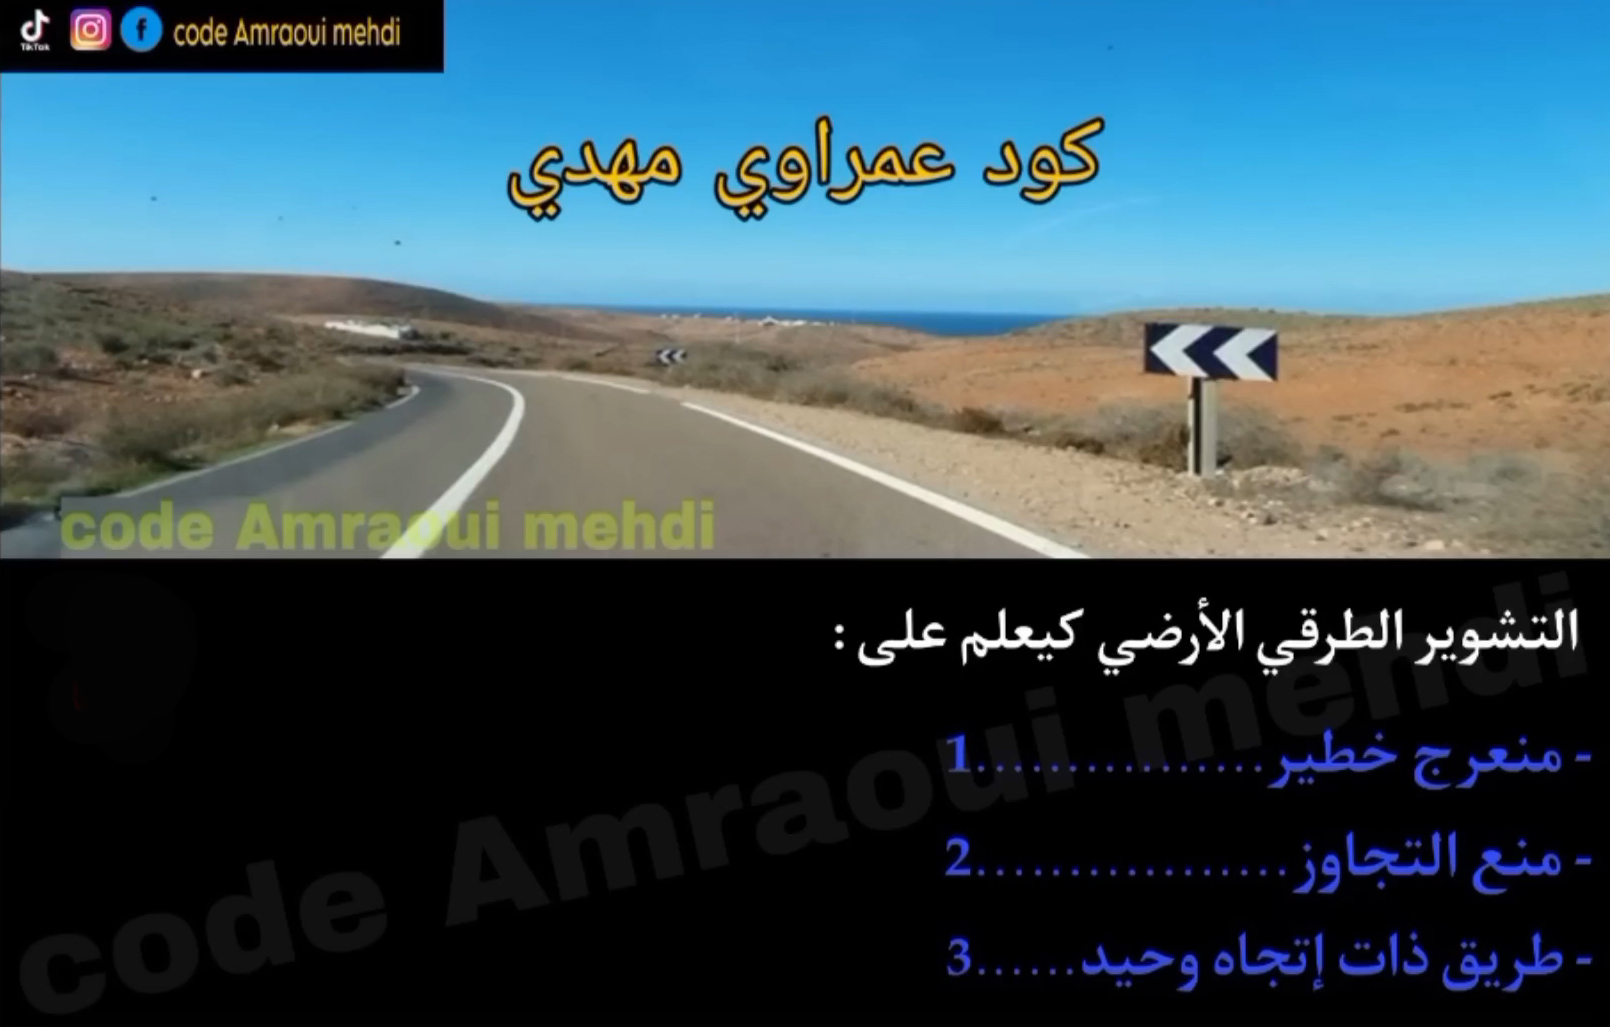 code Amraoui mehdi
TikTok
كود عمراوي مهدي
code Amraoui mehdi
التشوير الطرقي الأرضي كيعلم على :
- منعرج خطير................1
- منع التجاوز.................2
- طريق ذات إتجاه وحيد......3
code Amraoui mehdi